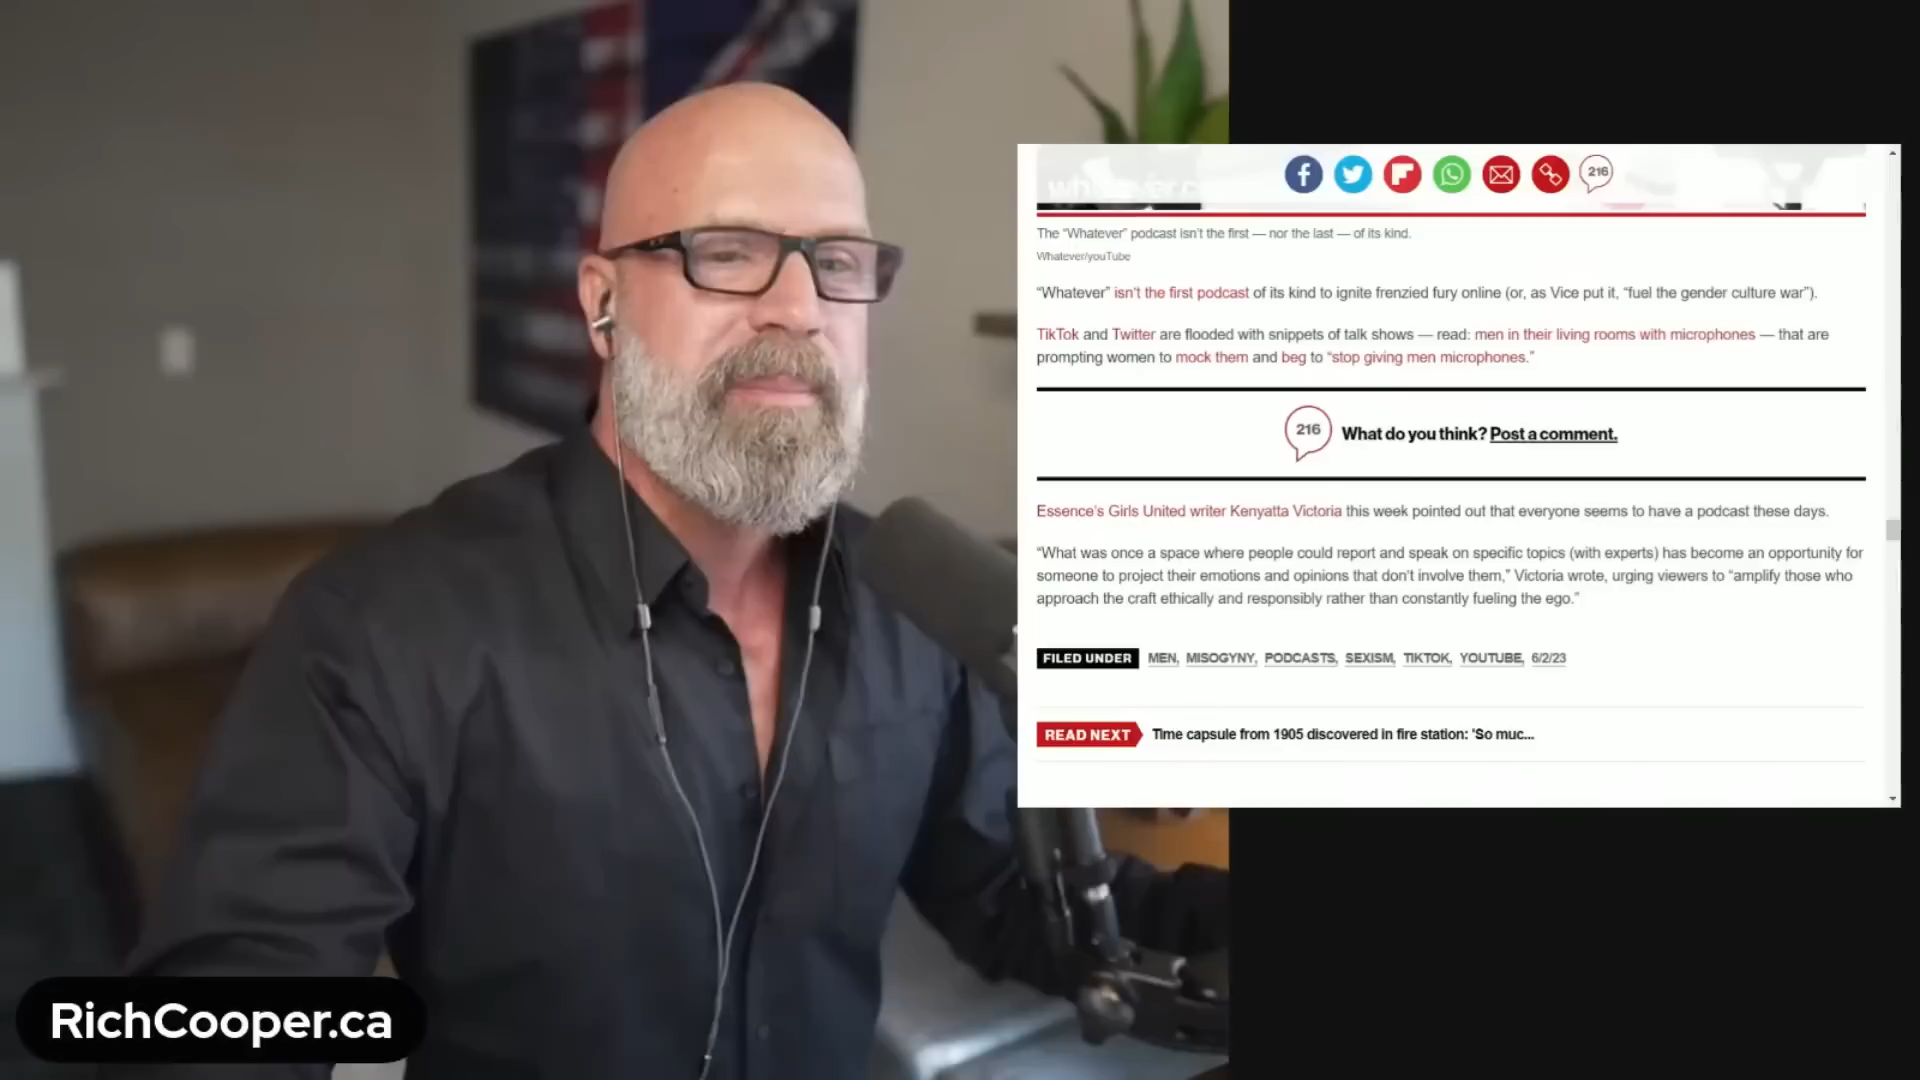 216
The “Whatever” podcast isn't the first — nor the last — of its kind.
Whatever/youTube
“Whatever” isn't the first podcast of its kind to ignite frenzied fury online (or, as Vice put it, “fuel the gender culture war”).
TikTok and Twitter are flooded with snippets of talk shows — read: men in their living rooms with microphones — that are
prompting women to mock them and beg to “stop giving men microphones.”
216 What do you think? Post a comment.
Essence's Girls United writer Kenyatta Victoria this week pointed out that everyone seems to have a podcast these days.
“What was once a space where people could report and speak on specific topics (with experts) has become an opportunity for
someone to project their emotions and opinions that don't involve them,” Victoria wrote, urging viewers to “amplify those who
approach the craft ethically and responsibly rather than constantly fueling the ego.”
FILED UNDER MEN, MISOGYNY, PODCASTS, SEXISM, TIKTOK, YOUTUBE, 6/2/23
READ NEXT Time capsule from 1905 discovered in fire station: 'So muc...
RichCooper.ca